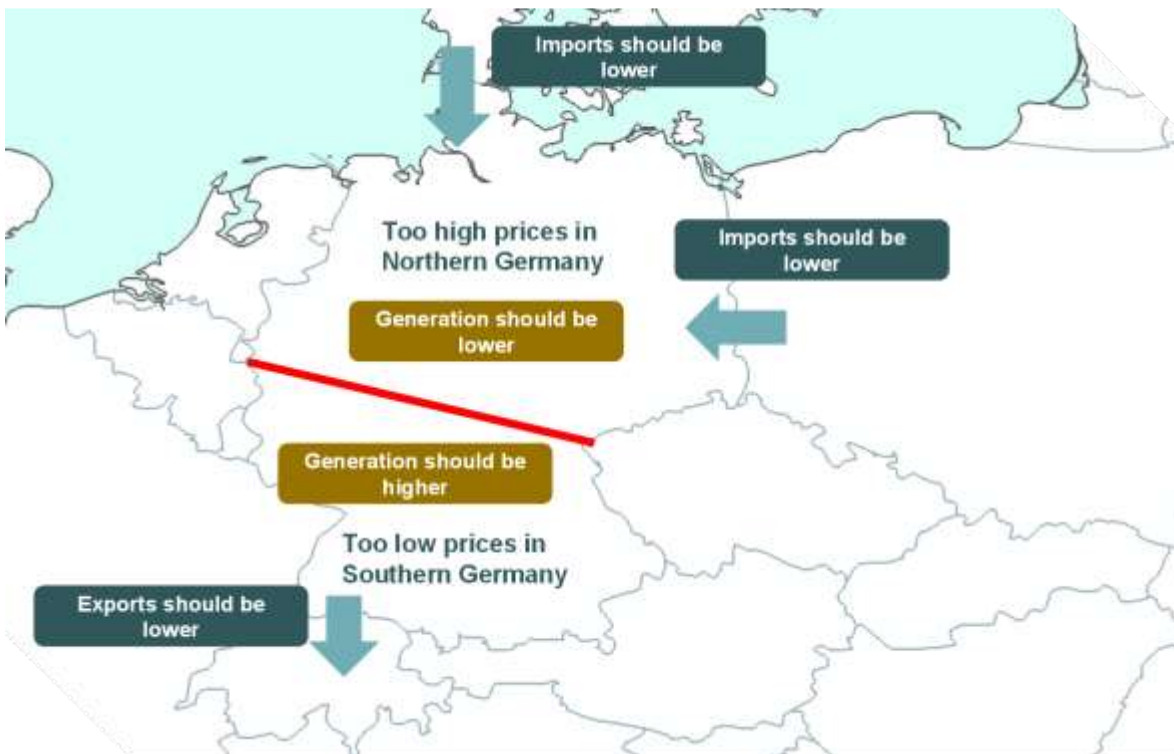 Imports should be
lower
Too high prices in
Northern Germany
Imports should be
lower
Generation should be
lower
Generation should be
higher
Too low prices in
Southern Germany
Exports should be
lower